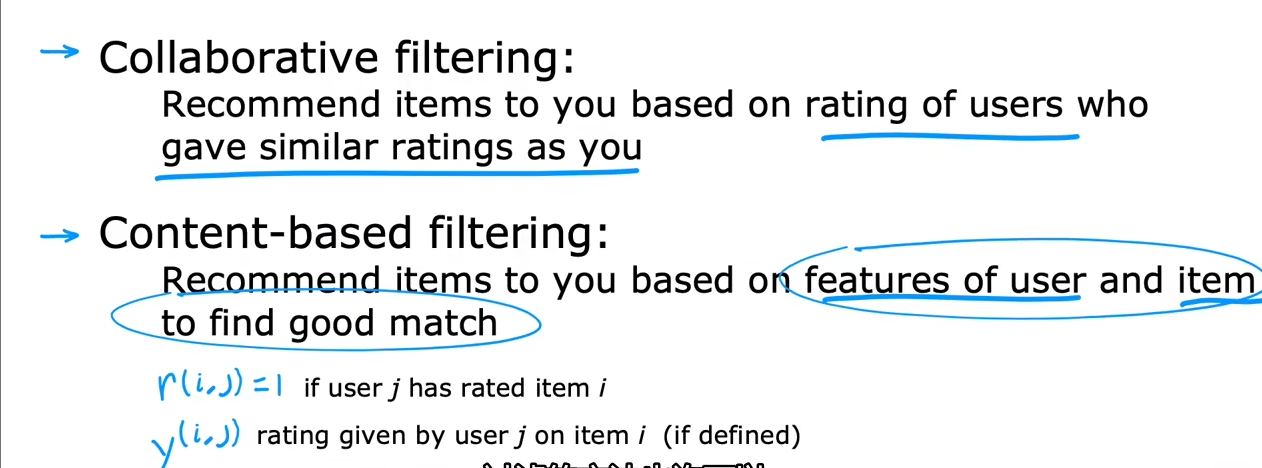 → Collaborative filtering:
Recommend items to you based on rating of users who
gave similar ratings as you
→ Content-based filtering:
Recommend items to you based on features of user and item
to find good match
r(i,j) = 1 if user j has rated item i
y(i,j) rating given by user j on item i (if defined)